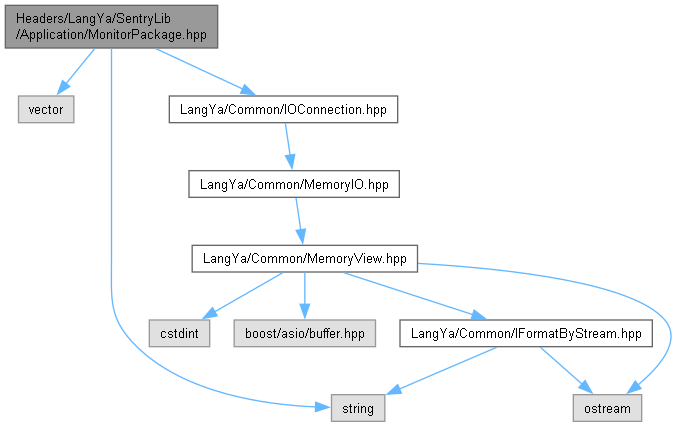 Headers/LangYa/SentryLib
/Application/MonitorPackage.hpp
vector
LangYa/Common/IOConnection.hpp
LangYa/Common/MemoryIO.hpp
LangYa/Common/MemoryView.hpp
cstdint
boost/asio/buffer.hpp
LangYa/Common/IFormatByStream.hpp
string
ostream